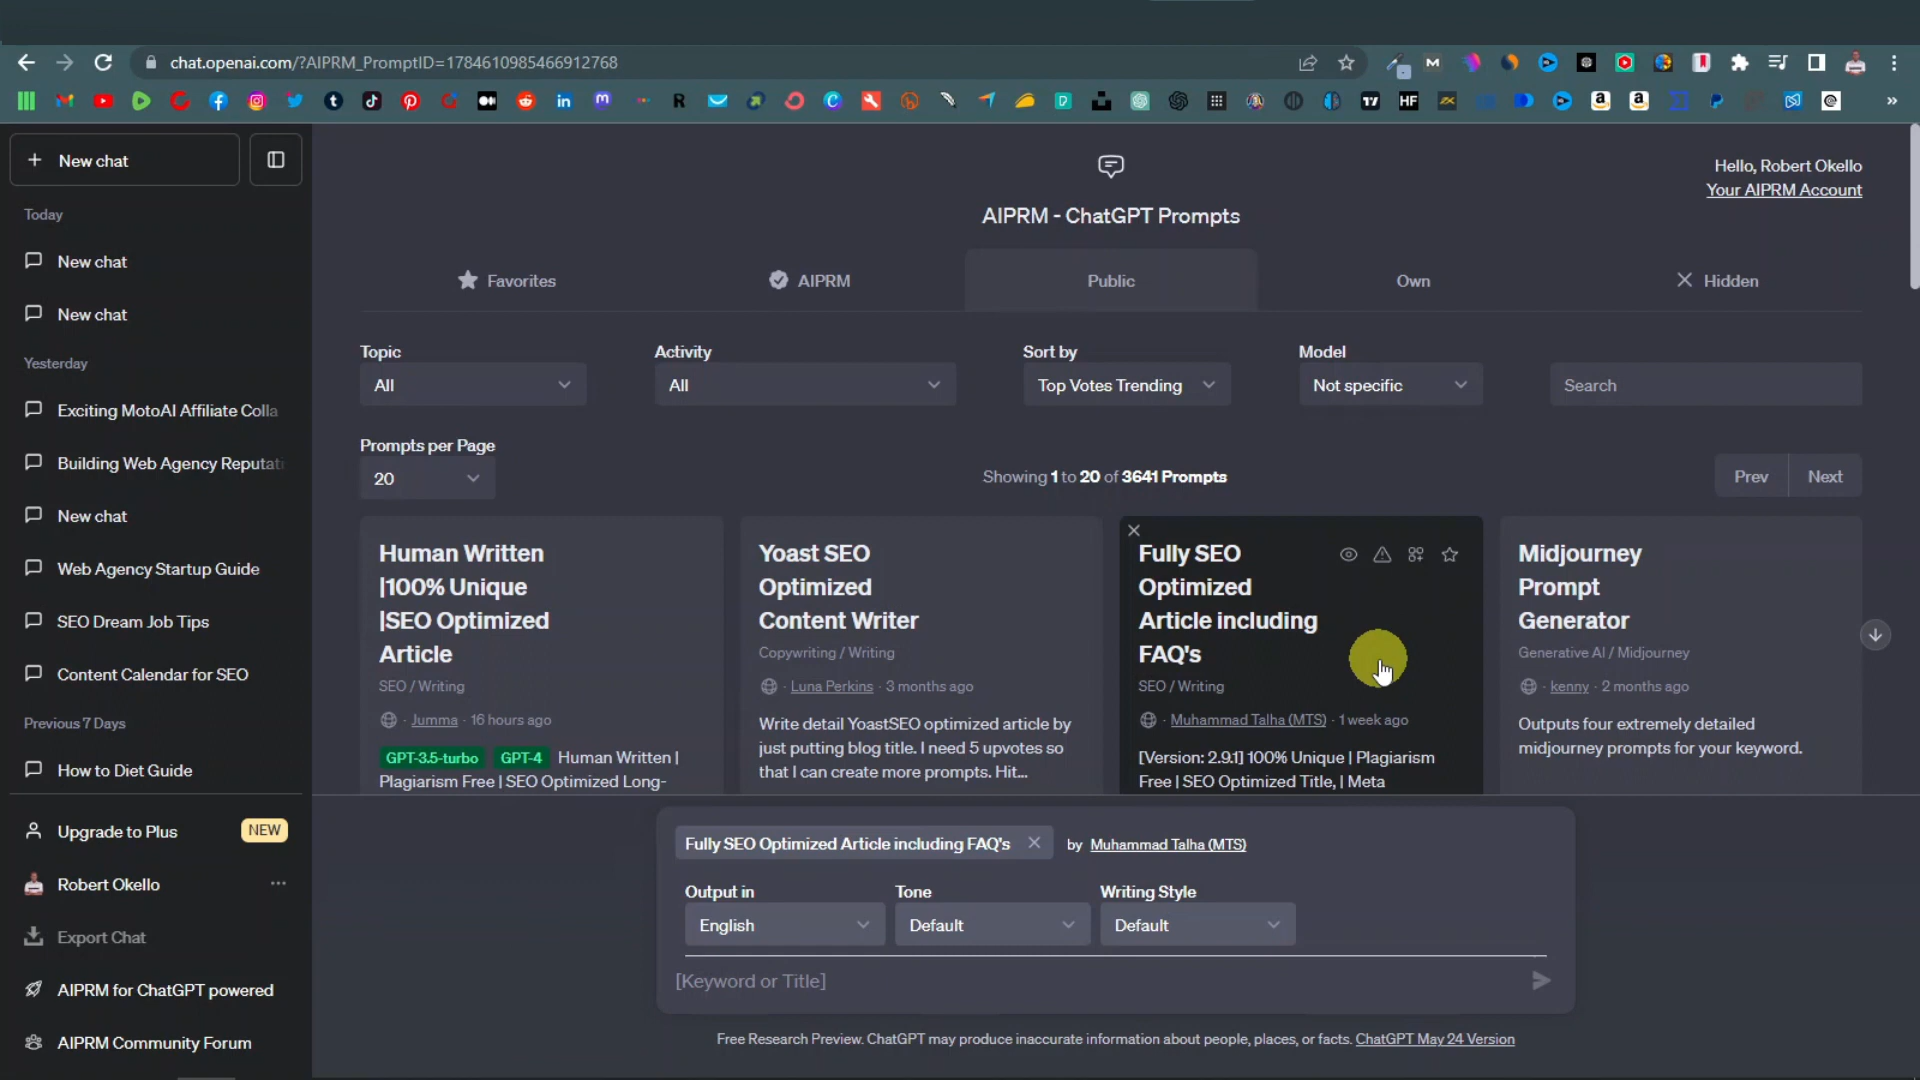 chat.openai.com/?AIPRM_PromptID=1784610985466912768
New chat
Today
New chat
New chat
Yesterday
Exciting MotoAI Affiliate Colla
Building Web Agency Reputati
New chat
Web Agency Startup Guide
SEO Dream Job Tips
Content Calendar for SEO
Previous 7 Days
How to Diet Guide
Upgrade to Plus NEW
Robert Okello
Export Chat
AIPRM for ChatGPT powered
AIPRM Community Forum
Hello, Robert Okello
Your AIPRM Account
AIPRM - ChatGPT Prompts
Favorites AIPRM Public Own Hidden
Topic Activity Sort by Model
All All Top Votes Trending Not specific Search
Prompts per Page
20 Showing 1 to 20 of 3641 Prompts Prev Next
Human Written
|100% Unique
|SEO Optimized
Article
SEO / Writing
· Jumma · 16 hours ago
GPT-3.5-turbo GPT-4 Human Written |
Plagiarism Free | SEO Optimized Long-
Yoast SEO
Optimized
Content Writer
Copywriting / Writing
· Luna Perkins · 3 months ago
Write detail YoastSEO optimized article by
just putting blog title. I need 5 upvotes so
that I can create more prompts. Hit...
Fully SEO
Optimized
Article including
FAQ's
SEO / Writing
· Muhammad Talha (MTS) · 1 week ago
[Version: 2.9.1] 100% Unique | Plagiarism
Free | SEO Optimized Title, | Meta
Midjourney
Prompt
Generator
Generative AI / Midjourney
· kenny · 2 months ago
Outputs four extremely detailed
midjourney prompts for your keyword.
Fully SEO Optimized Article including FAQ's by Muhammad Talha (MTS)
Output in Tone Writing Style
English Default Default
[Keyword or Title]
Free Research Preview. ChatGPT may produce inaccurate information about people, places, or facts. ChatGPT May 24 Version